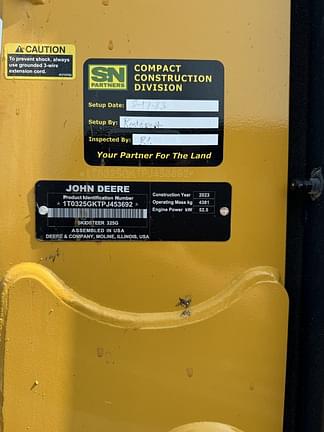 CAUTION
To prevent shock, always
use grounded 3-wire
extension cord.
SN
PARTNERS
COMPACT
CONSTRUCTION
DIVISION
Setup Date:
Setup By:
Inspected By:
Your Partner For The Land
*1T0325GKTPJ453692*
JOHN DEERE
Product Identification Number
*1T0325GKTPJ453692*
SKIDSTEER 325G
ASSEMBLED IN USA
DEERE & COMPANY, MOLINE, ILLINOIS, USA
Construction Year 2023
Operating Mass kg 4381
Engine Power kW 52.5